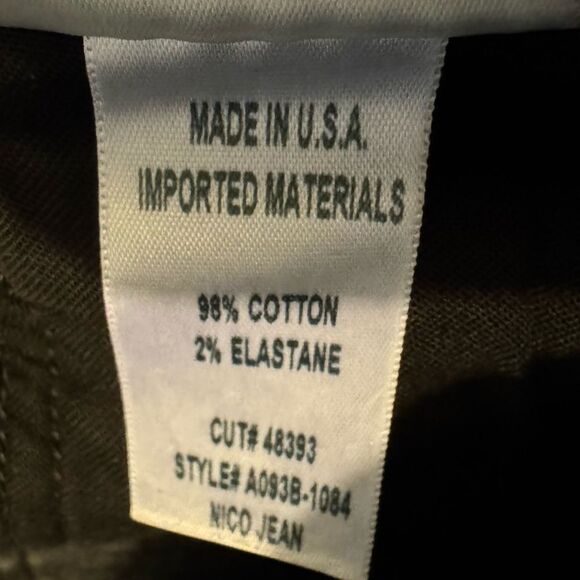 MADE IN U.S.A.
IMPORTED MATERIALS
98% COTTON
2% ELASTANE
CUT# 48393
STYLE# A093B-1084
NICO JEAN